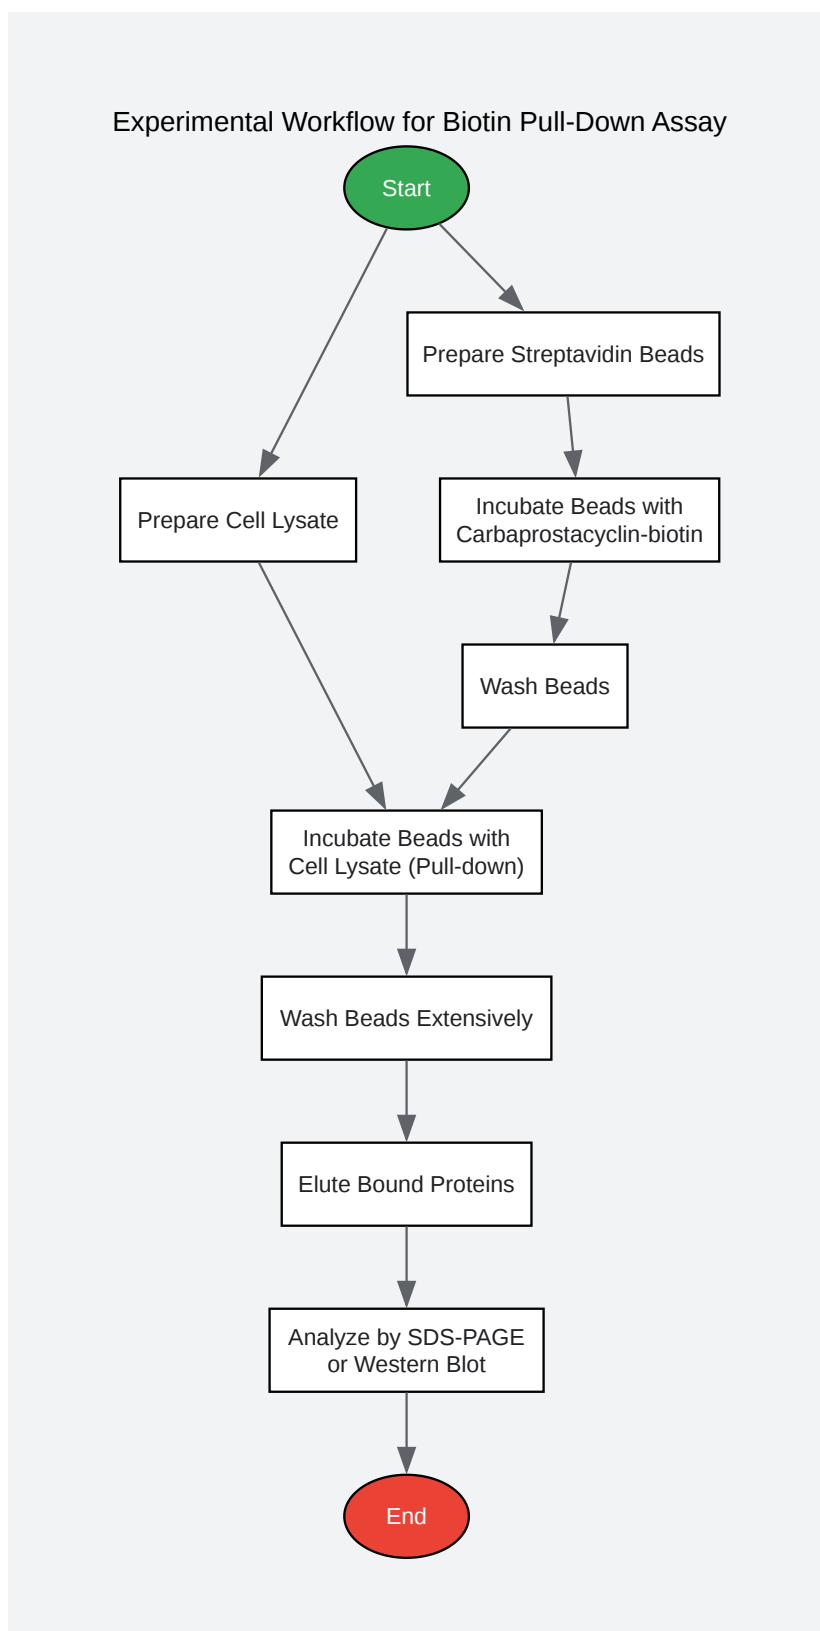 Experimental Workflow for Biotin Pull-Down Assay
Start
Prepare Streptavidin Beads
Prepare Cell Lysate
Incubate Beads with
Carbaprostacyclin-biotin
Wash Beads
Incubate Beads with
Cell Lysate (Pull-down)
Wash Beads Extensively
Elute Bound Proteins
Analyze by SDS-PAGE
or Western Blot
End